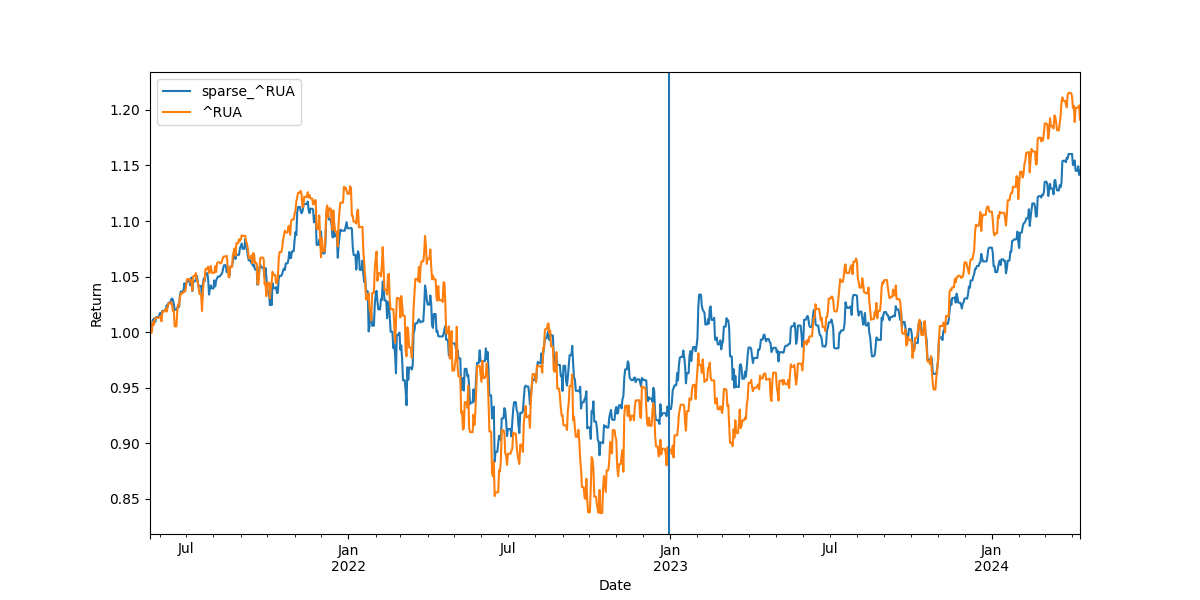 sparse_^RUA
^RUA
Return
1.20
1.15
1.10
1.05
1.00
0.95
0.90
0.85
Jul
Jan
2022
Jul
Jan
2023
Jul
Jan
2024
Date